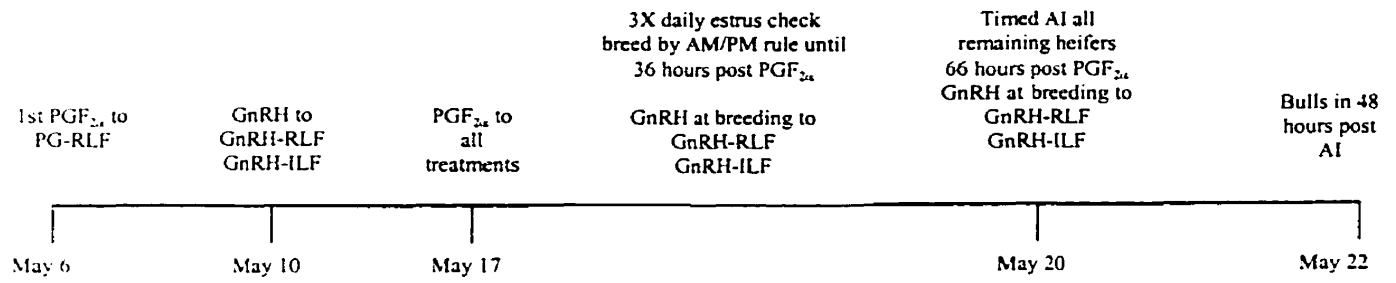 1st PGF₂α to
PG-RLF
GnRH to
GnRH-RLF
GnRH-ILF
PGF₂α to
all
treatments
3X daily estrus check
breed by AM/PM rule until
36 hours post PGF₂α
GnRH at breeding to
GnRH-RLF
GnRH-ILF
Timed AI all
remaining heifers
66 hours post PGF₂α
GnRH at breeding to
GnRH-RLF
GnRH-ILF
Bulls in 48
hours post
AI
May 6
May 10
May 17
May 20
May 22